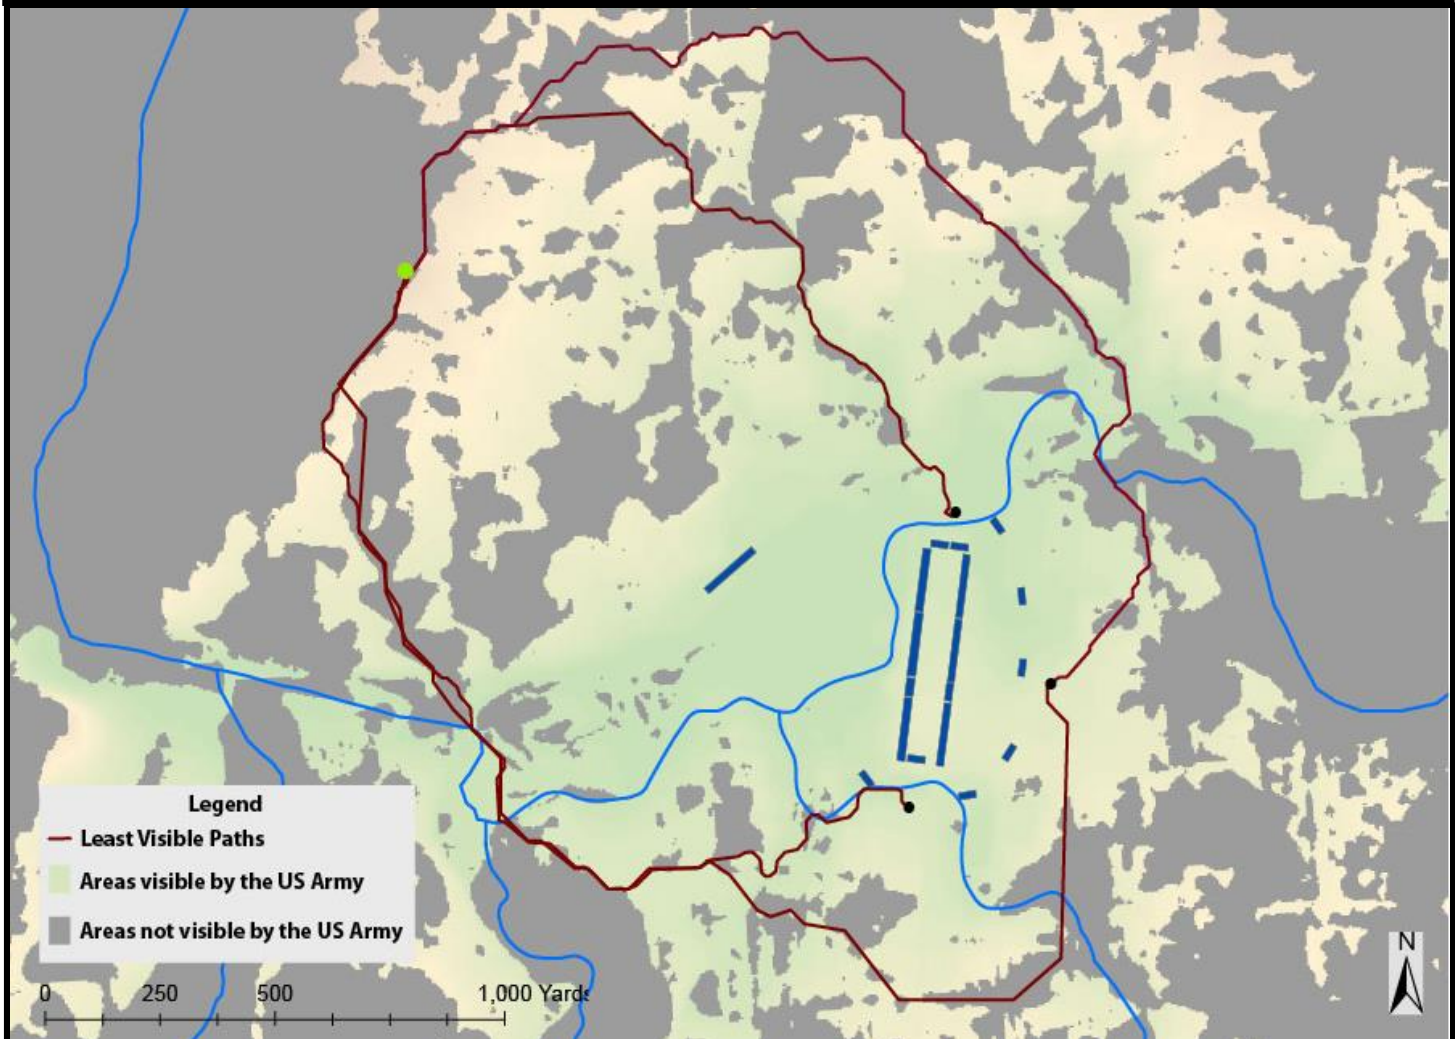 Legend
Least Visible Paths
Areas visible by the US Army
Areas not visible by the US Army
N
0 250 500 1,000 Yards